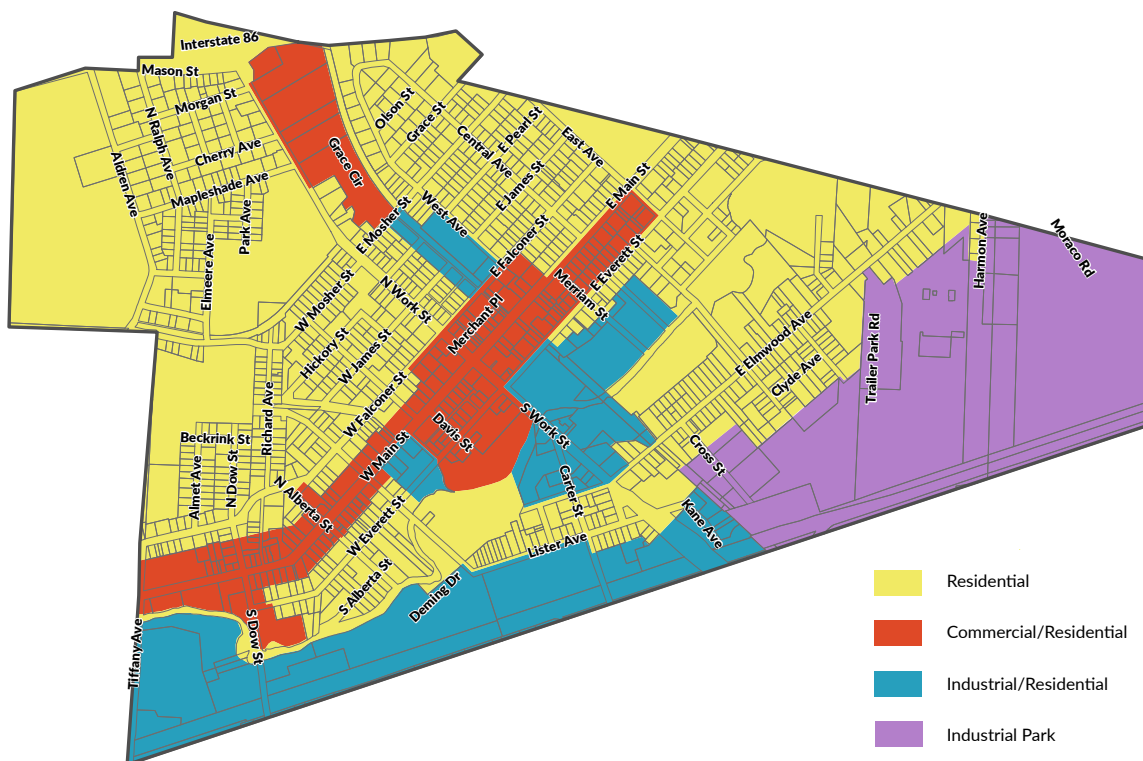 Interstate 86
Mason St
Morgan St
N Ralph Ave
Aldren Ave
Cherry Ave
Mapleshade Ave
Park Ave
Elmeere Ave
Grace Cir
Olson St
Grace St
Central Ave
E Pearl St
East Ave
E James St
E Main St
West Ave
E Mosher St
E Falconer St
E Everett St
Merriam St
Merchant Pl
N Work St
W Mosher St
Hickory St
W James St
W Falconer St
Richard Ave
Beckrink St
Almet Ave
N Dow St
N Alberta St
W Main St
Davis St
S Work St
Carter St
W Everett St
S Alberta St
Deming Dr
Lister Ave
Kane Ave
Cross St
E Elmwood Ave
Clyde Ave
Trailer Park Rd
Harmon Ave
Moraco Rd
S Dow St
Tiffany Ave
Residential
Commercial/Residential
Industrial/Residential
Industrial Park